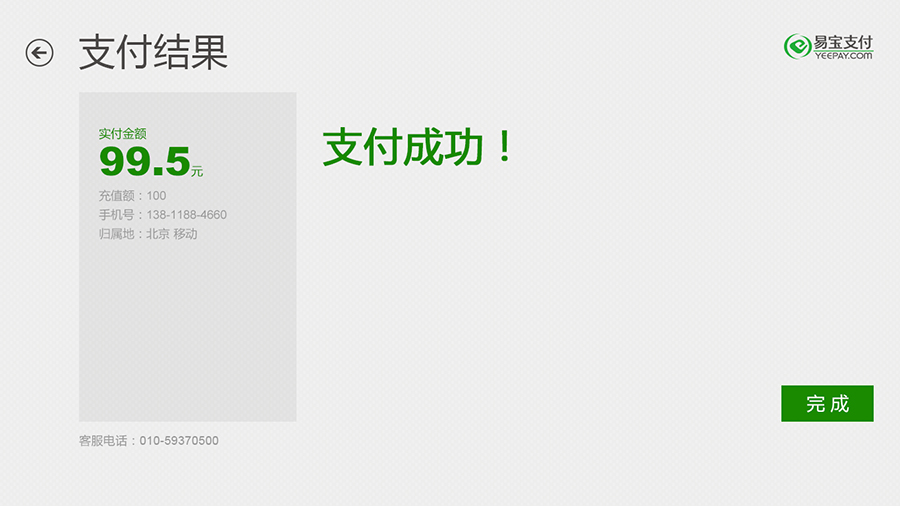 支付结果
易宝支付
YEEPAY.COM
实付金额
99.5元
充值额：100
手机号：138-1188-4660
归属地：北京 移动
支付成功！
完成
客服电话：010-59370500